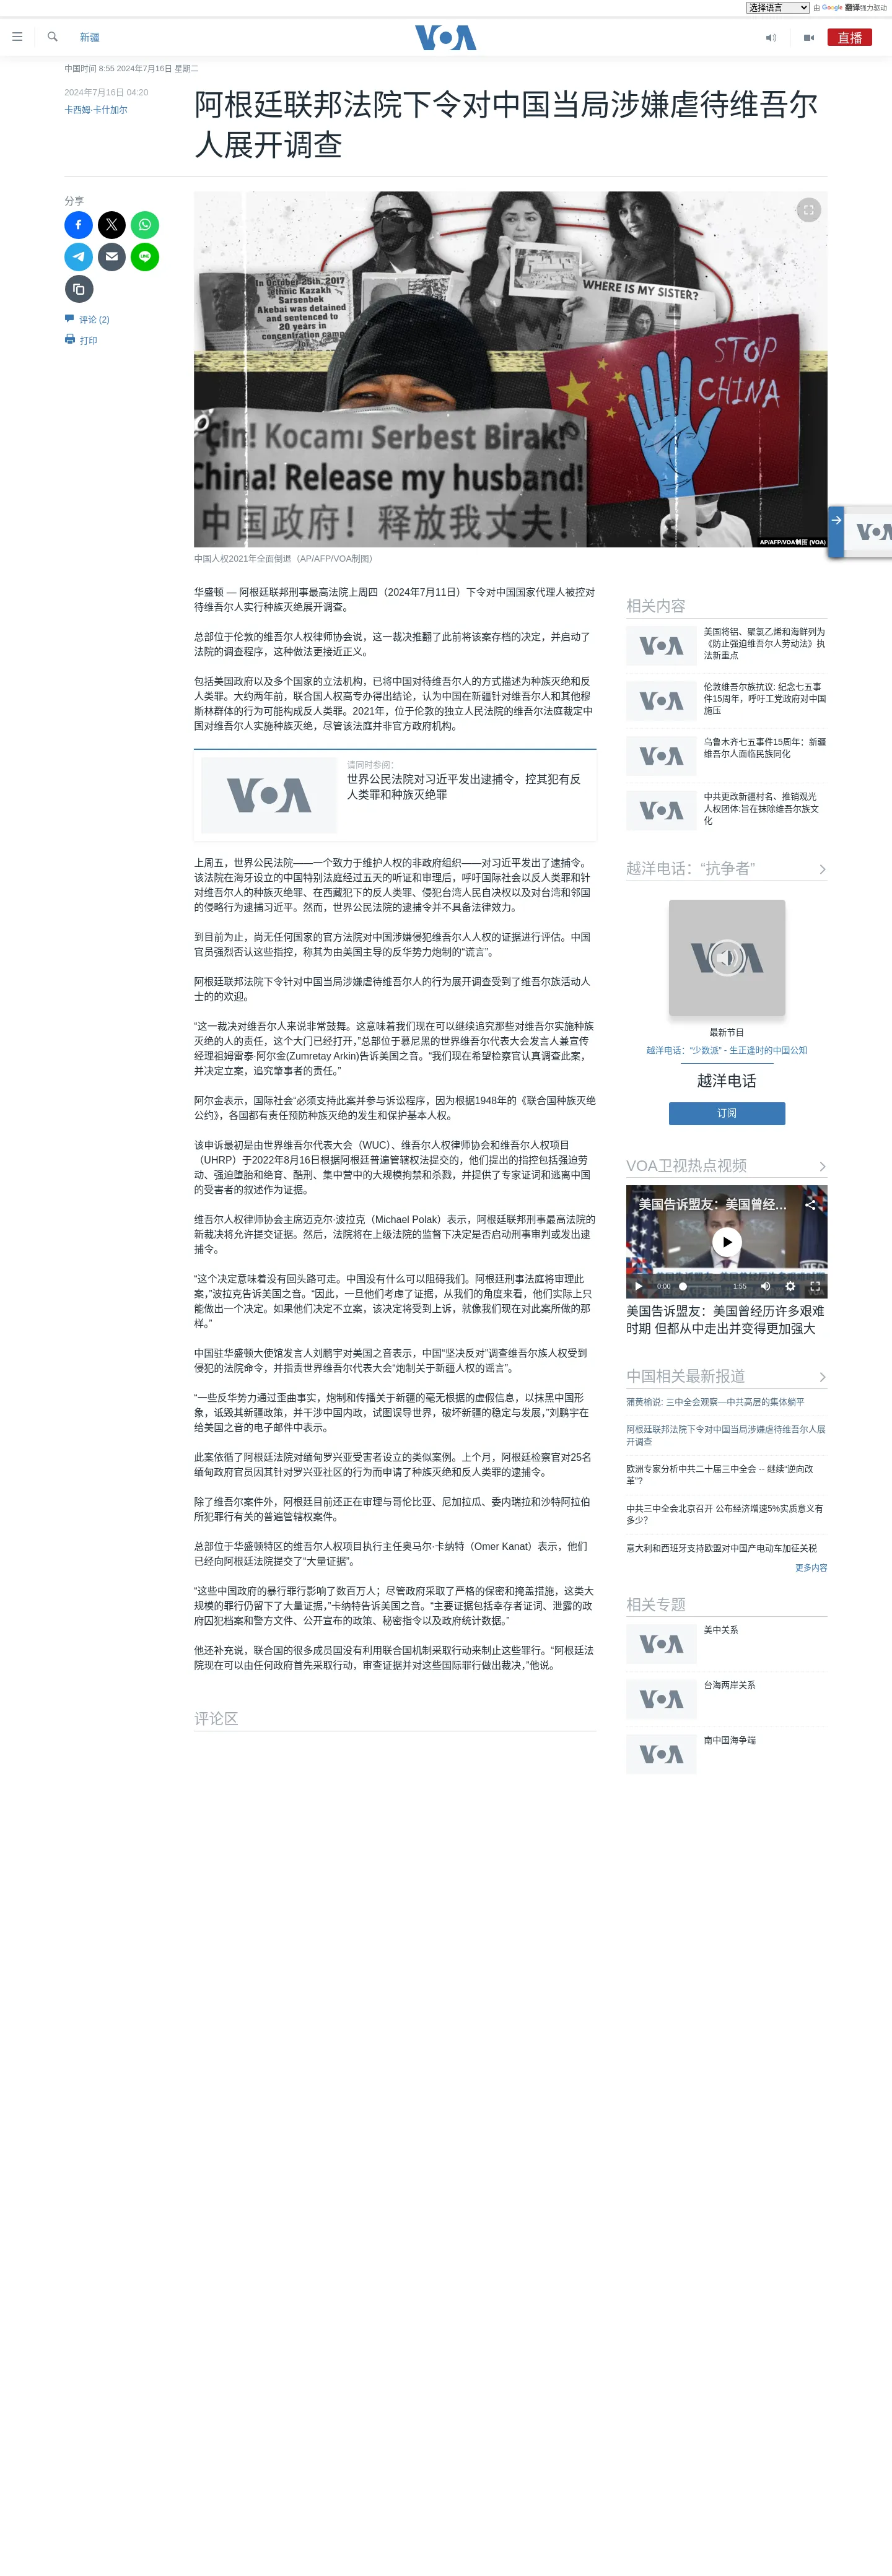 选择语言 由 Google 翻译强力驱动
新疆
VOA
直播
中国时间 8:55 2024年7月16日 星期二
2024年7月16日 04:20
卡西姆·卡什加尔
阿根廷联邦法院下令对中国当局涉嫌虐待维吾尔
人展开调查
分享
评论 (2)
打印
In October 25th, 2017
ethnic Kazakh
Sarsenbek
Akebai was detained
and sentenced to
20 years in
concentration camp
WHERE IS MY SISTER?
STOP
CHINA
Çin! Kocamı Serbest Bırak!
China! Release my husband!
中国政府！释放我丈夫
AP/AFP/VOA制图 (VOA)
中国人权2021年全面倒退（AP/AFP/VOA制图）
华盛顿 — 阿根廷联邦刑事最高法院上周四（2024年7月11日）下令对中国国家代理人被控对
待维吾尔人实行种族灭绝展开调查。
总部位于伦敦的维吾尔人权律师协会说，这一裁决推翻了此前将该案存档的决定，并启动了
法院的调查程序，这种做法更接近正义。
包括美国政府以及多个国家的立法机构，已将中国对待维吾尔人的方式描述为种族灭绝和反
人类罪。大约两年前，联合国人权高专办得出结论，认为中国在新疆针对维吾尔人和其他穆
斯林群体的行为可能构成反人类罪。2021年，位于伦敦的独立人民法院的维吾尔法庭裁定中
国对维吾尔人实施种族灭绝，尽管该法庭并非官方政府机构。
VOA
请同时参阅：
世界公民法院对习近平发出逮捕令，控其犯有反
人类罪和种族灭绝罪
上周五，世界公民法院——一个致力于维护人权的非政府组织——对习近平发出了逮捕令。
该法院在海牙设立的中国特别法庭经过五天的听证和审理后，呼吁国际社会以反人类罪和针
对维吾尔人的种族灭绝罪、在西藏犯下的反人类罪、侵犯台湾人民自决权以及对台湾和邻国
的侵略行为逮捕习近平。然而，世界公民法院的逮捕令并不具备法律效力。
到目前为止，尚无任何国家的官方法院对中国涉嫌侵犯维吾尔人人权的证据进行评估。中国
官员强烈否认这些指控，称其为由美国主导的反华势力炮制的“谎言”。
阿根廷联邦法院下令针对中国当局涉嫌虐待维吾尔人的行为展开调查受到了维吾尔族活动人
士的的欢迎。
“这一裁决对维吾尔人来说非常鼓舞。这意味着我们现在可以继续追究那些对维吾尔实施种族
灭绝的人的责任，这个大门已经打开，”总部位于慕尼黑的世界维吾尔代表大会发言人兼宣传
经理祖姆雷泰·阿尔金(Zumretay Arkin)告诉美国之音。“我们现在希望检察官认真调查此案，
并决定立案，追究肇事者的责任。”
阿尔金表示，国际社会“必须支持此案并参与诉讼程序，因为根据1948年的《联合国种族灭绝
公约》，各国都有责任预防种族灭绝的发生和保护基本人权。
该申诉最初是由世界维吾尔代表大会（WUC）、维吾尔人权律师协会和维吾尔人权项目
（UHRP）于2022年8月16日根据阿根廷普遍管辖权法提交的，他们提出的指控包括强迫劳
动、强迫堕胎和绝育、酷刑、集中营中的大规模拘禁和杀戮，并提供了专家证词和逃离中国
的受害者的叙述作为证据。
维吾尔人权律师协会主席迈克尔·波拉克（Michael Polak）表示，阿根廷联邦刑事最高法院的
新裁决将允许提交证据。然后，法院将在上级法院的监督下决定是否启动刑事审判或发出逮
捕令。
“这个决定意味着没有回头路可走。中国没有什么可以阻碍我们。阿根廷刑事法庭将审理此
案，”波拉克告诉美国之音。“因此，一旦他们考虑了证据，从我们的角度来看，他们实际上只
能做出一个决定。如果他们决定不立案，该决定将受到上诉，就像我们现在对此案所做的那
样。”
中国驻华盛顿大使馆发言人刘鹏宇对美国之音表示，中国“坚决反对”调查维吾尔族人权受到
侵犯的法院命令，并指责世界维吾尔代表大会“炮制关于新疆人权的谣言”。
“一些反华势力通过歪曲事实，炮制和传播关于新疆的毫无根据的虚假信息，以抹黑中国形
象，诋毁其新疆政策，并干涉中国内政，试图误导世界，破坏新疆的稳定与发展，”刘鹏宇在
给美国之音的电子邮件中表示。
此案依循了阿根廷法院对缅甸罗兴亚受害者设立的类似案例。上个月，阿根廷检察官对25名
缅甸政府官员因其针对罗兴亚社区的行为而申请了种族灭绝和反人类罪的逮捕令。
除了维吾尔案件外，阿根廷目前还正在审理与哥伦比亚、尼加拉瓜、委内瑞拉和沙特阿拉伯
所犯罪行有关的普遍管辖权案件。
总部位于华盛顿特区的维吾尔人权项目执行主任奥马尔·卡纳特（Omer Kanat）表示，他们
已经向阿根廷法院提交了“大量证据”。
“这些中国政府的暴行罪行影响了数百万人；尽管政府采取了严格的保密和掩盖措施，这类大
规模的罪行仍留下了大量证据，”卡纳特告诉美国之音。“主要证据包括幸存者证词、泄露的政
府囚犯档案和警方文件、公开宣布的政策、秘密指令以及政府统计数据。”
他还补充说，联合国的很多成员国没有利用联合国机制采取行动来制止这些罪行。“阿根廷法
院现在可以由任何政府首先采取行动，审查证据并对这些国际罪行做出裁决，”他说。
评论区
相关内容
VOA
美国将铝、聚氯乙烯和海鲜列为
《防止强迫维吾尔人劳动法》执
法新重点
VOA
伦敦维吾尔族抗议: 纪念七五事
件15周年，呼吁工党政府对中国
施压
VOA
乌鲁木齐七五事件15周年：新疆
维吾尔人面临民族同化
VOA
中共更改新疆村名、推销观光
人权团体:旨在抹除维吾尔族文
化
越洋电话：“抗争者”
VOA
最新节目
越洋电话：“少数派” - 生正逢时的中国公知
越洋电话
订阅
VOA卫视热点视频
美国告诉盟友：美国曾经...
0:00 1:55
美国告诉盟友：美国曾经历许多艰难
时期 但都从中走出并变得更加强大
中国相关最新报道
蒲黄榆说: 三中全会观察—中共高层的集体躺平
阿根廷联邦法院下令对中国当局涉嫌虐待维吾尔人展
开调查
欧洲专家分析中共二十届三中全会 -- 继续“逆向改
革”?
中共三中全会北京召开 公布经济增速5%实质意义有
多少？
意大利和西班牙支持欧盟对中国产电动车加征关税
更多内容
相关专题
VOA
美中关系
VOA
台海两岸关系
VOA
南中国海争端